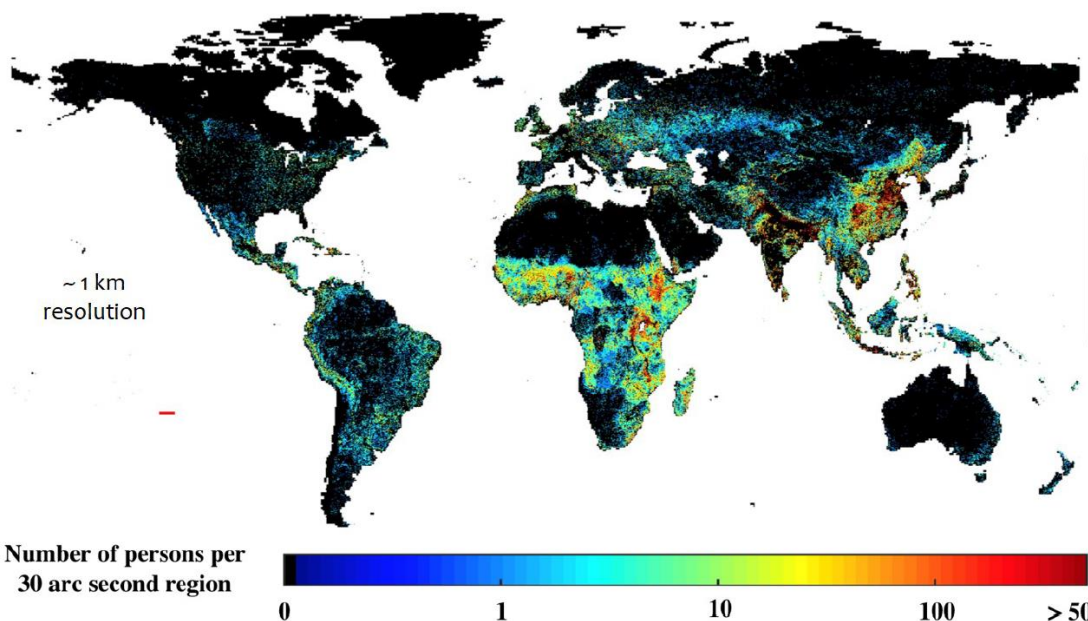 ~1 km
resolution
Number of persons per
30 arc second region
0 1 10 100 > 50